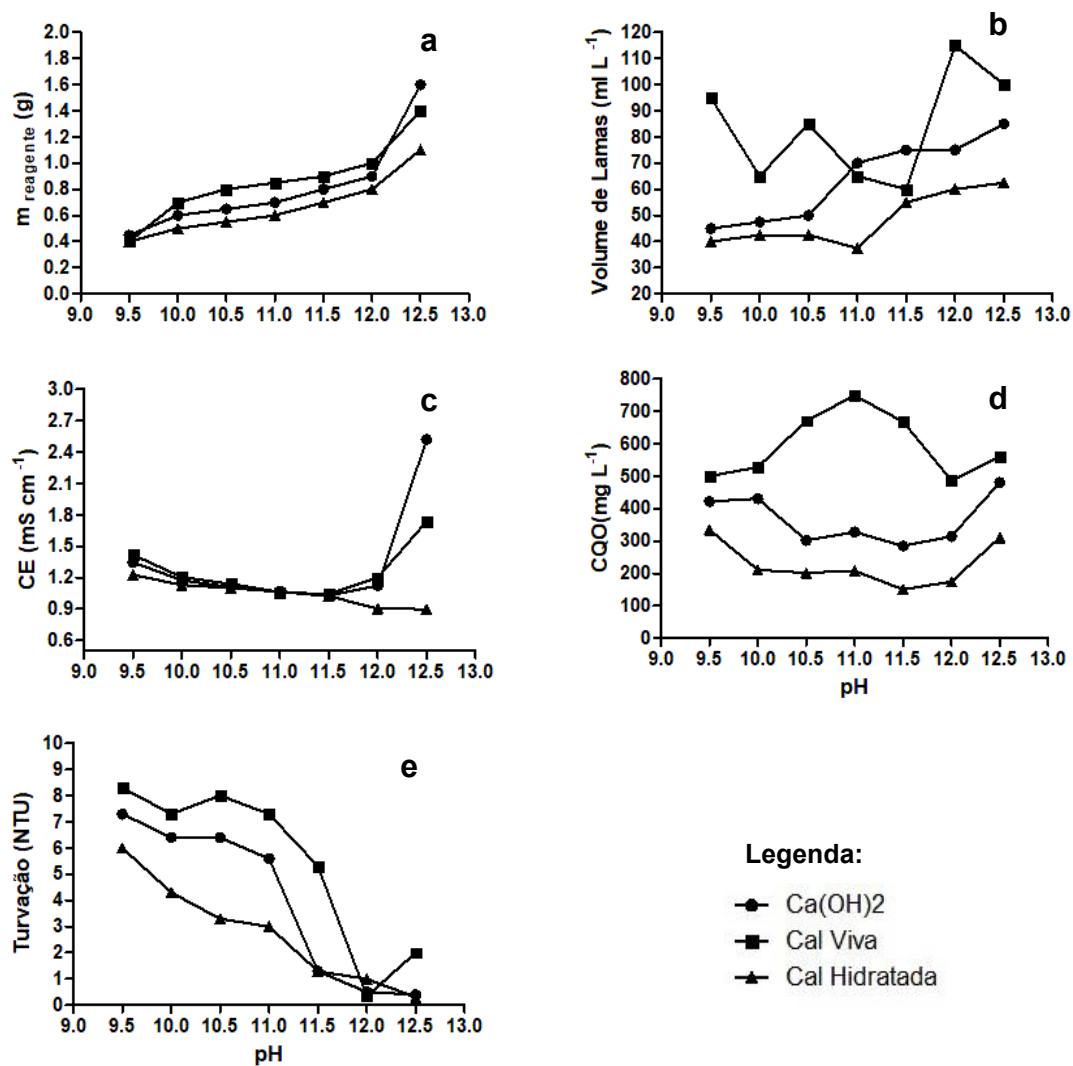 a
m reagente (g)
2.0
1.8
1.6
1.4
1.2
1.0
0.8
0.6
0.4
0.2
0.0
9.0 9.5 10.0 10.5 11.0 11.5 12.0 12.5 13.0
b
Volume de Lamas (ml L -1)
120
110
100
90
80
70
60
50
40
30
20
9.0 9.5 10.0 10.5 11.0 11.5 12.0 12.5 13.0
c
CE (mS cm -1)
3.0
2.7
2.4
2.1
1.8
1.5
1.2
0.9
0.6
9.0 9.5 10.0 10.5 11.0 11.5 12.0 12.5 13.0
d
CQO(mg L-1)
800
700
600
500
400
300
200
100
0
9.0 9.5 10.0 10.5 11.0 11.5 12.0 12.5 13.0
pH
e
Turvação (NTU)
10
9
8
7
6
5
4
3
2
1
0
9.0 9.5 10.0 10.5 11.0 11.5 12.0 12.5 13.0
pH
Legenda:
Ca(OH)2
Cal Viva
Cal Hidratada